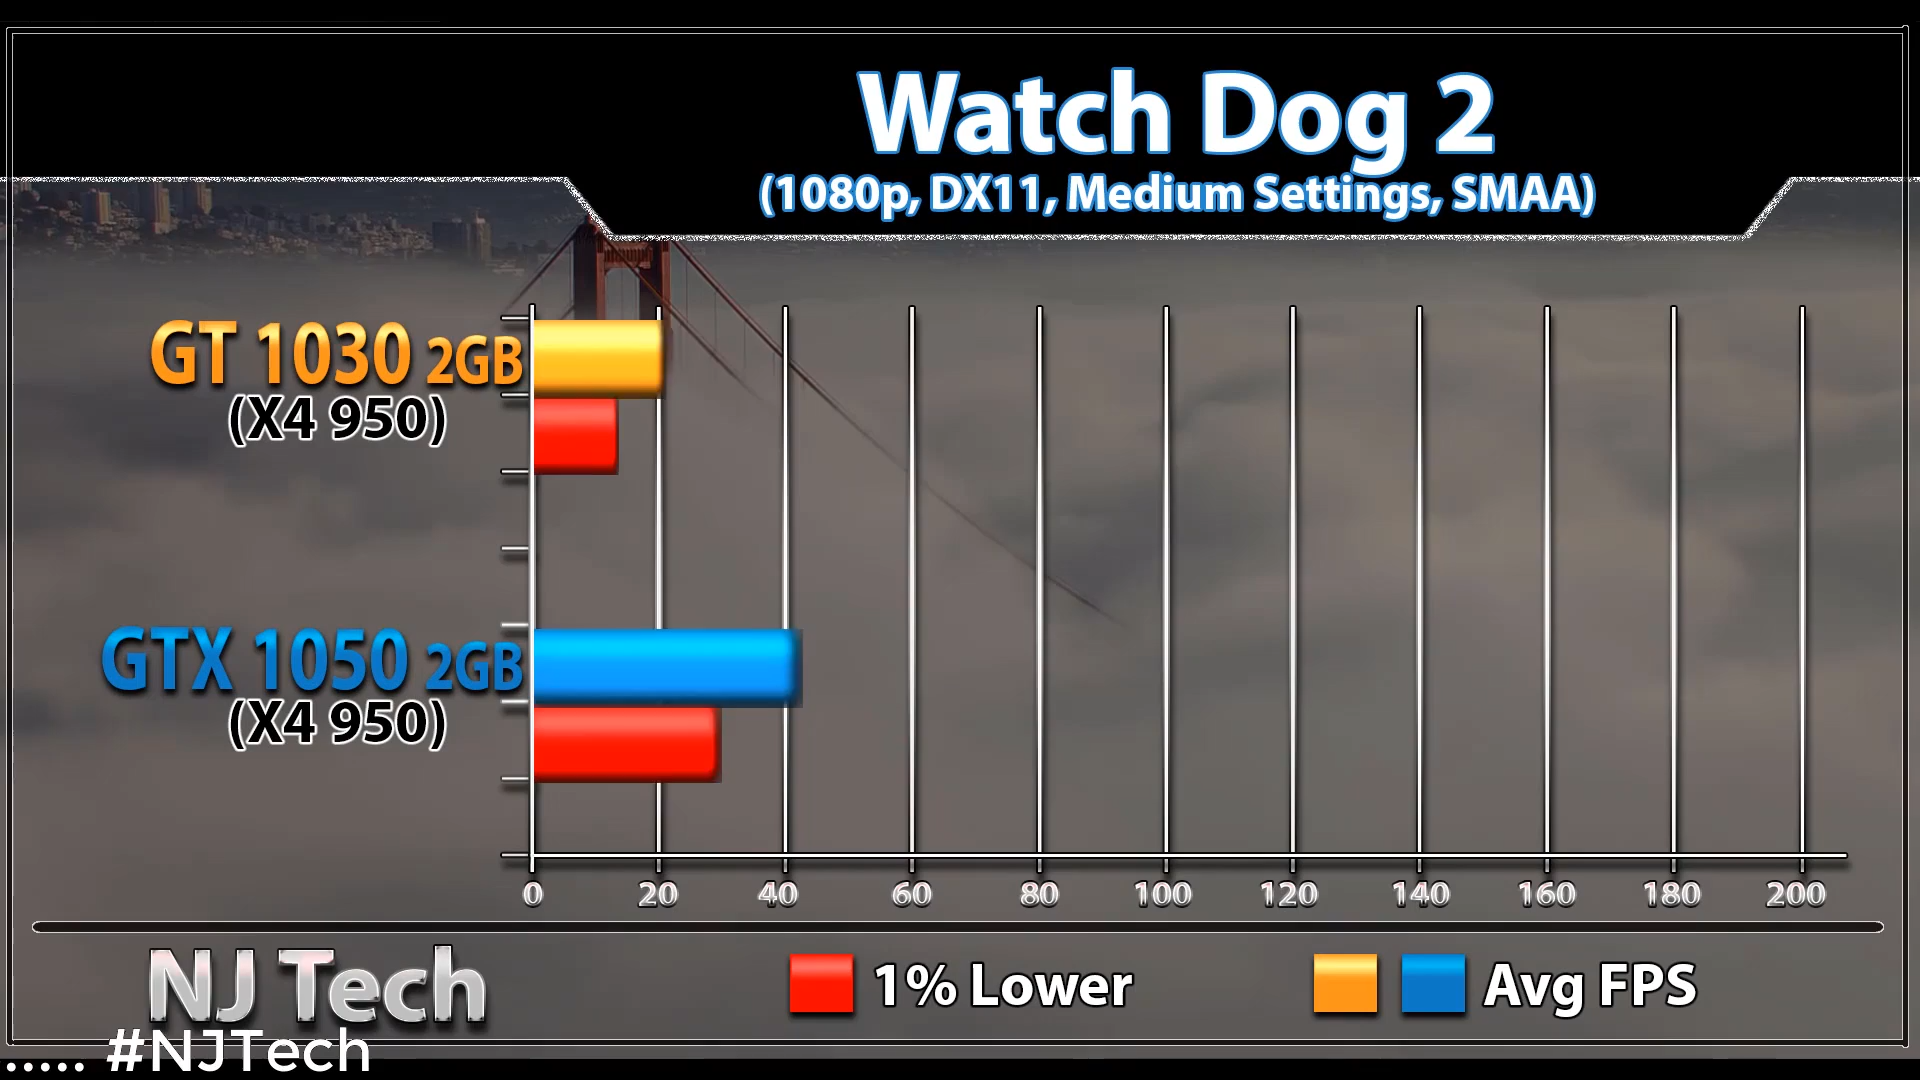 Watch Dog 2
(1080p, DX11, Medium Settings, SMAA)
GT 1030 2GB
(X4 950)
GTX 1050 2GB
(X4 950)
0 20 40 60 80 100 120 140 160 180 200
NJ Tech
1% Lower
Avg FPS
..... #NJTech